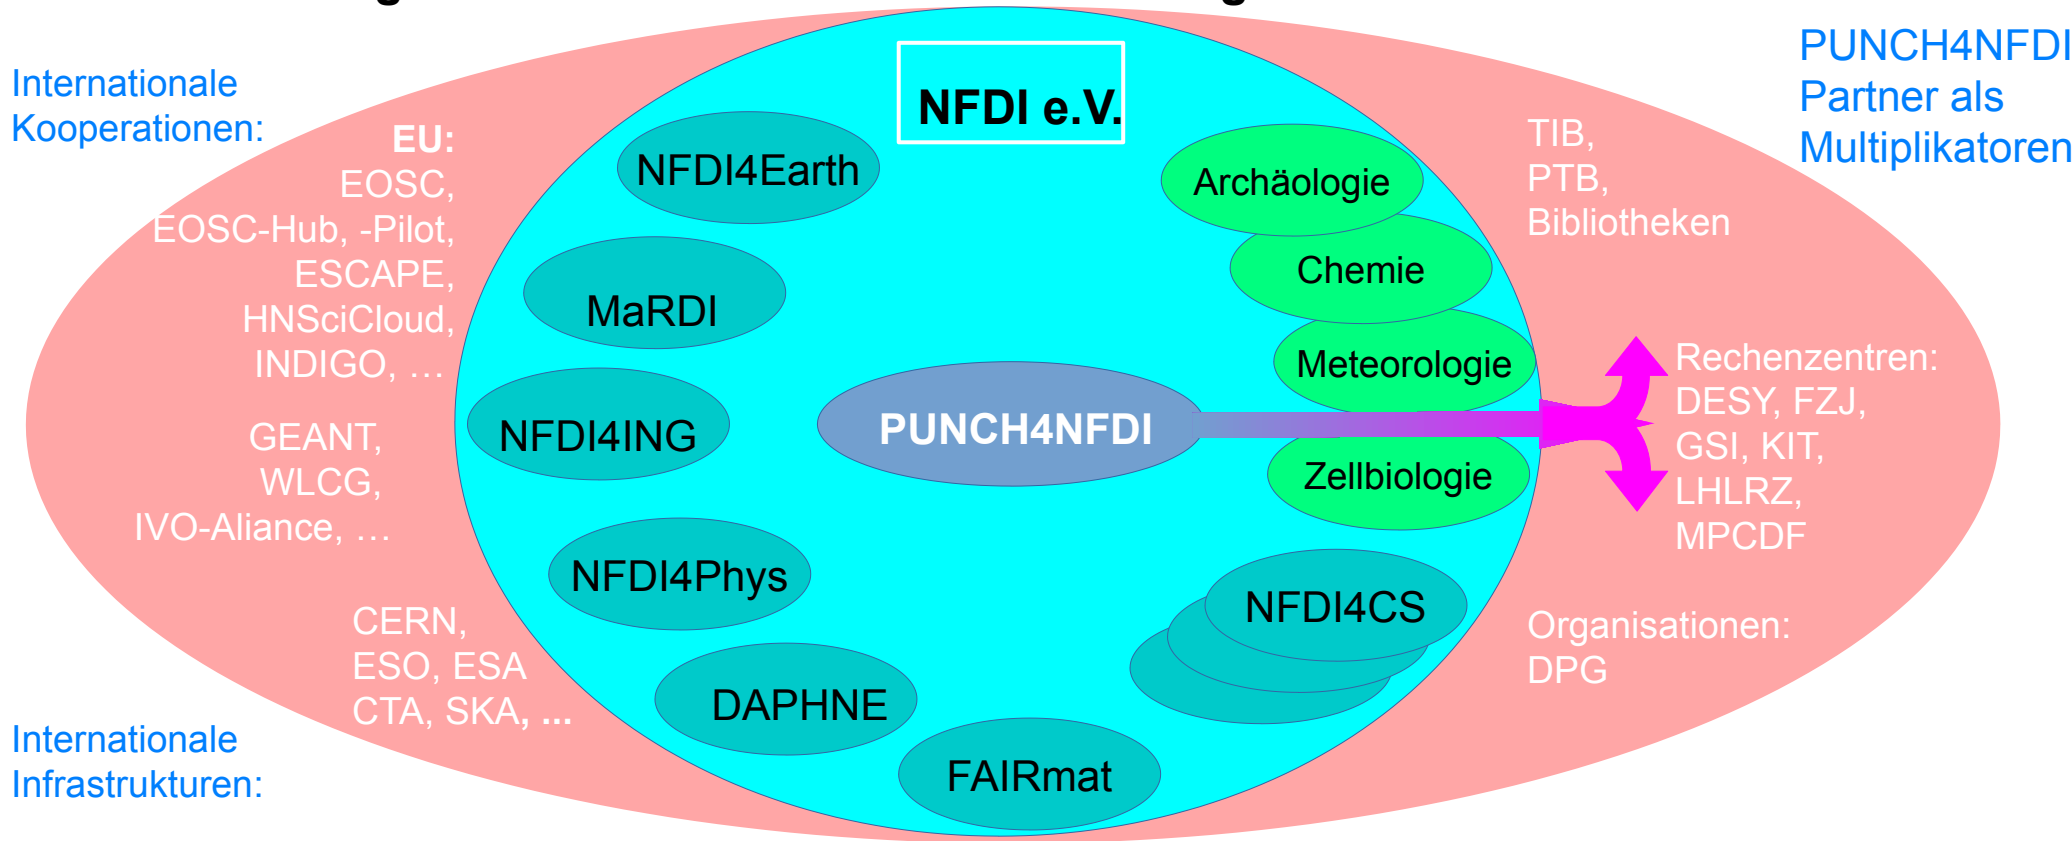 Internationale
Kooperationen:
EU:
EOSC,
EOSC-Hub, -Pilot,
ESCAPE,
HNSciCloud,
INDIGO, …
GEANT,
WLCG,
IVO-Aliance, …
CERN,
ESO, ESA
CTA, SKA, ...
Internationale
Infrastrukturen:
NFDI e.V.
NFDI4Earth
MaRDI
NFDI4ING
NFDI4Phys
DAPHNE
FAIRmat
PUNCH4NFDI
Archäologie
Chemie
Meteorologie
Zellbiologie
NFDI4CS
PUNCH4NFDI
Partner als
Multiplikatoren
TIB,
PTB,
Bibliotheken
Rechenzentren:
DESY, FZJ,
GSI, KIT,
LHLRZ,
MPCDF
Organisationen:
DPG